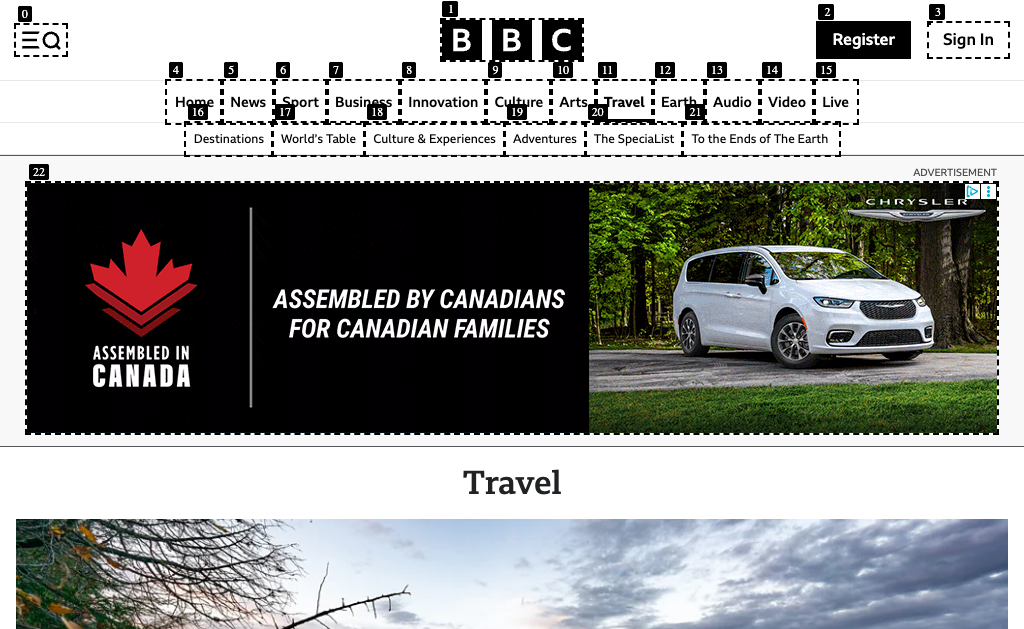 0
1
2
3
BBC
Register
Sign In
4
5
6
7
8
9
10
11
12
13
14
15
Home
News
Sport
Business
Innovation
Culture
Arts
Travel
Earth
Audio
Video
Live
16
17
18
19
20
21
Destinations
World's Table
Culture & Experiences
Adventures
The SpeciaList
To the Ends of The Earth
22
ADVERTISEMENT
CHRYSLER
ASSEMBLED BY CANADIANS
FOR CANADIAN FAMILIES
ASSEMBLED IN
CANADA
Travel